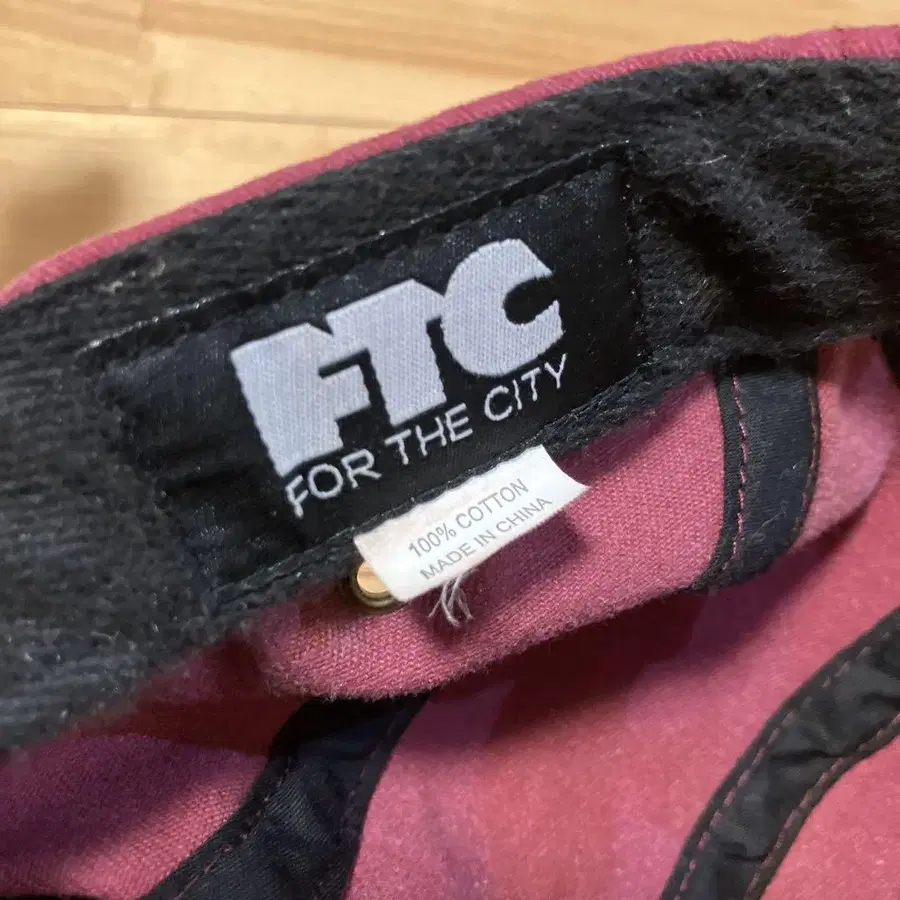 FTC
FOR THE CITY
100% COTTON
MADE IN CHINA